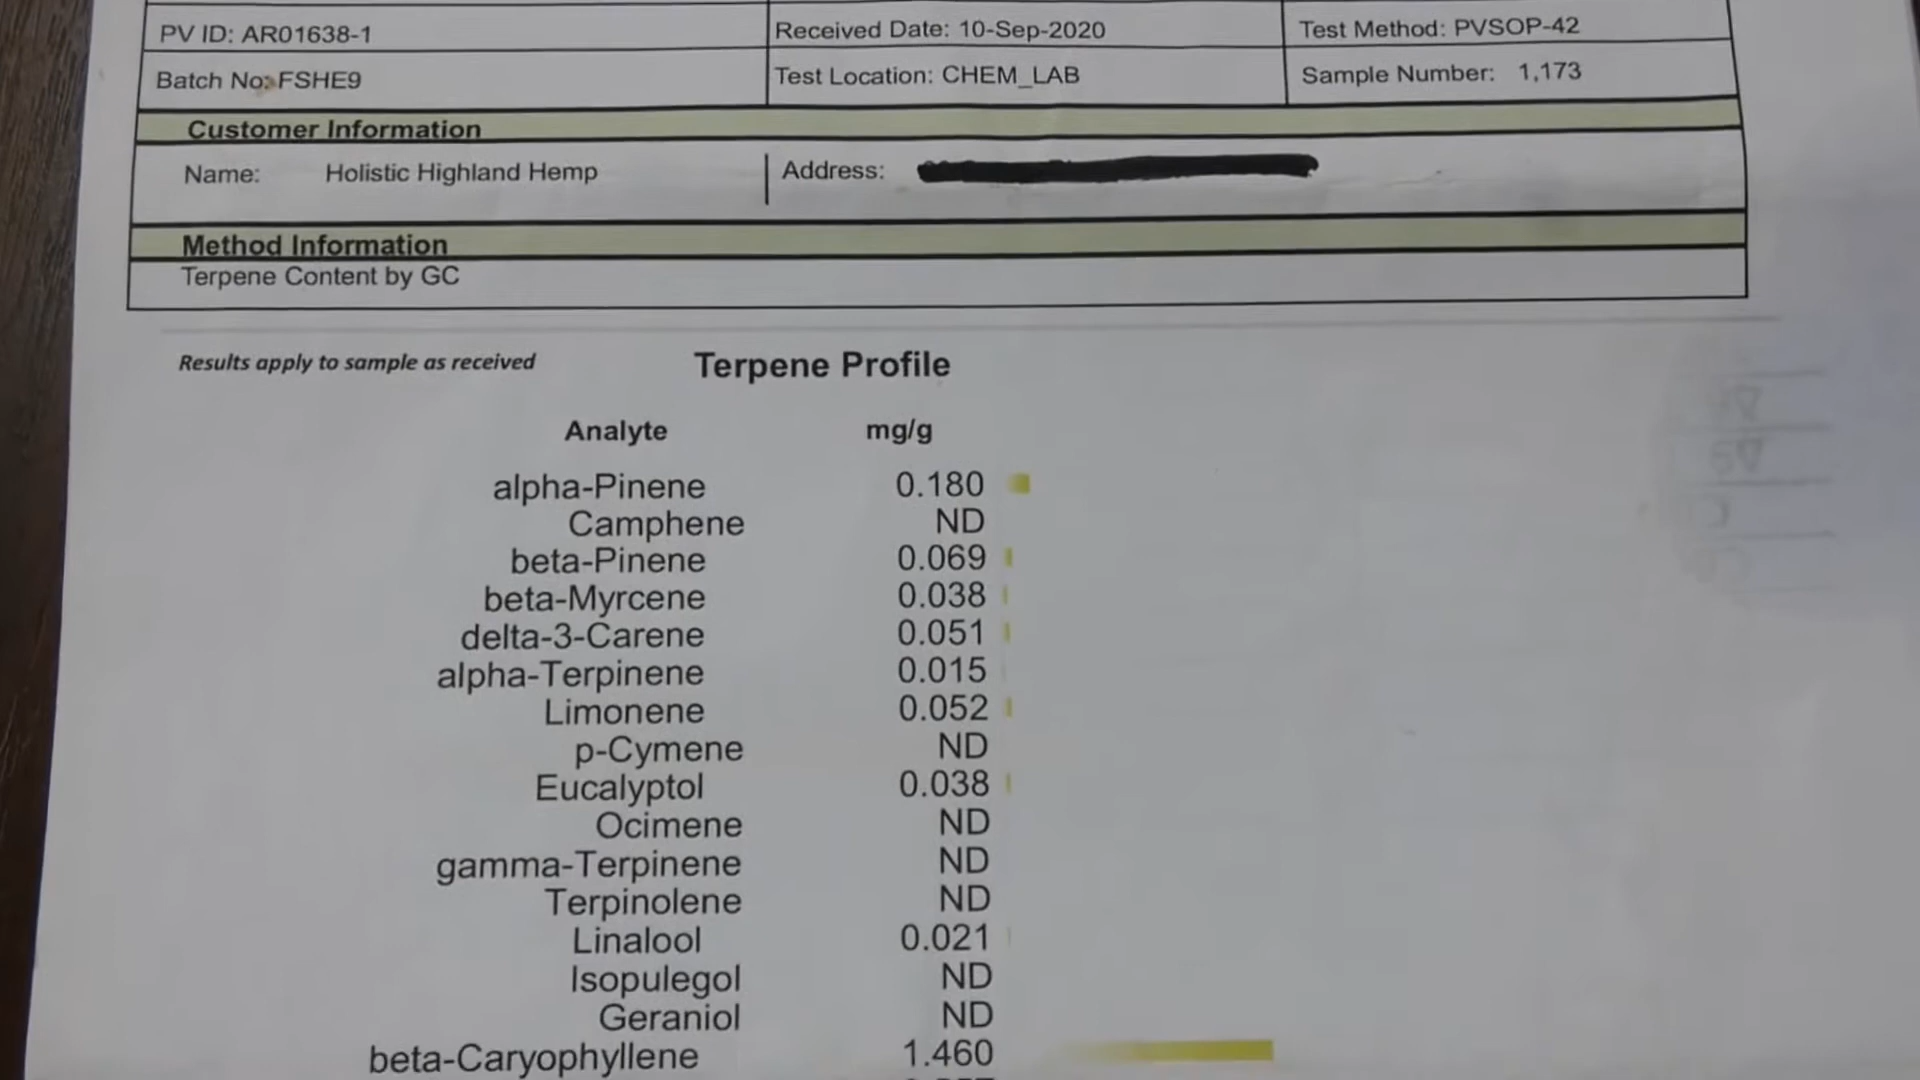 PV ID: AR01638-1 Received Date: 10-Sep-2020 Test Method: PVSOP-42
Batch No: FSHE9 Test Location: CHEM_LAB Sample Number: 1,173
Customer Information
Name: Holistic Highland Hemp Address:
Method Information
Terpene Content by GC
Results apply to sample as received Terpene Profile
Analyte mg/g
alpha-Pinene 0.180
Camphene ND
beta-Pinene 0.069
beta-Myrcene 0.038
delta-3-Carene 0.051
alpha-Terpinene 0.015
Limonene 0.052
p-Cymene ND
Eucalyptol 0.038
Ocimene ND
gamma-Terpinene ND
Terpinolene ND
Linalool 0.021
Isopulegol ND
Geraniol ND
beta-Caryophyllene 1.460